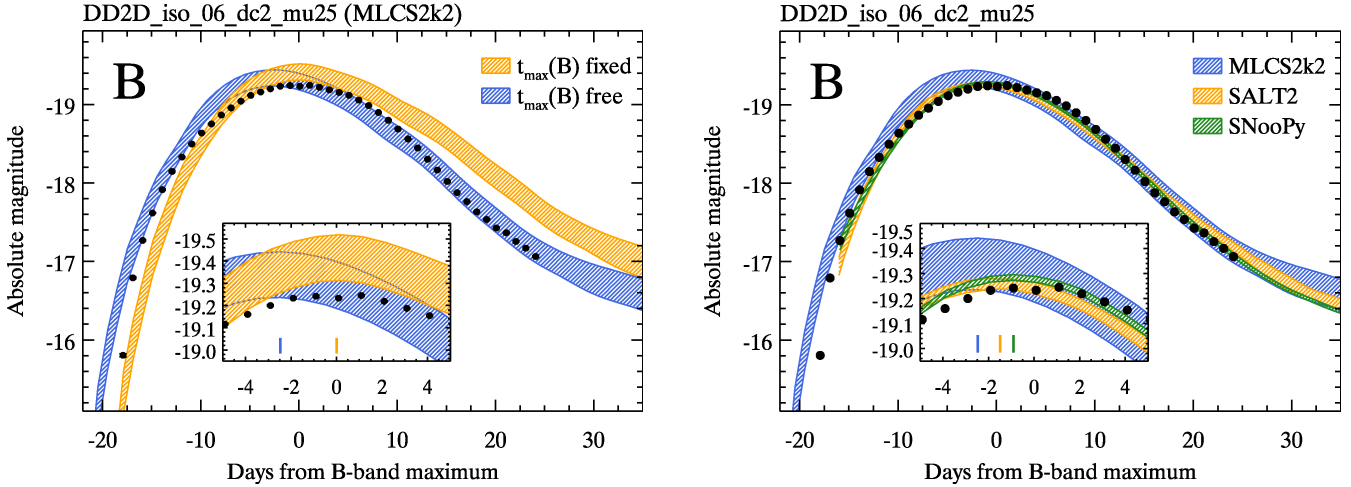 DD2D_iso_06_dc2_mu25 (MLCS2k2)
B
t_max(B) fixed
t_max(B) free
Absolute magnitude
-19
-18
-17
-16
-19.5
-19.4
-19.3
-19.2
-19.1
-19.0
-4 -2 0 2 4
-20 -10 0 10 20 30
Days from B-band maximum
DD2D_iso_06_dc2_mu25
B
MLCS2k2
SALT2
SNooPy
Absolute magnitude
-19
-18
-17
-16
-19.5
-19.4
-19.3
-19.2
-19.1
-19.0
-4 -2 0 2 4
-20 -10 0 10 20 30
Days from B-band maximum